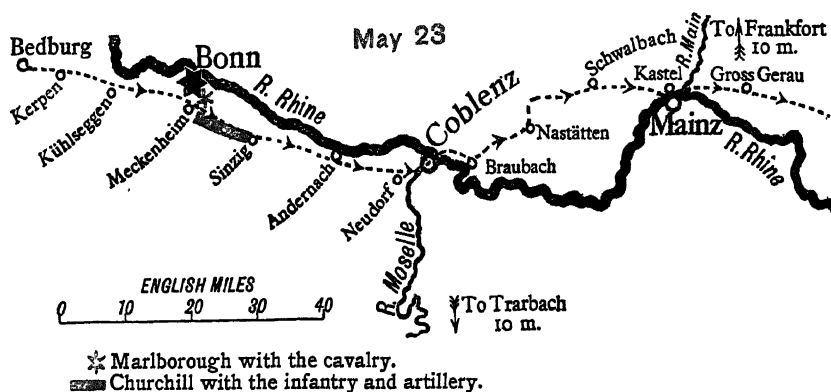 May 23
Bedburg
Kerpen
Kühlseggen
Bonn
Meckenheim
R. Rhine
Sinzig
Andernach
Neudorf
Coblenz
R. Moselle
Braubach
Nastätten
Schwalbach
Kastel
Mainz
R. Main
To Frankfort
10 m.
Gross Gerau
R. Rhine
To Trarbach
10 m.
ENGLISH MILES
0 10 20 30 40
Marlborough with the cavalry.
Churchill with the infantry and artillery.